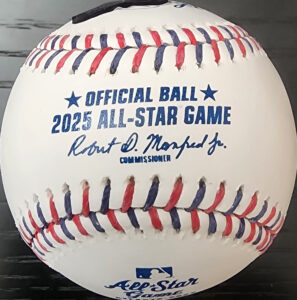 ★ OFFICIAL BALL ★
2025 ALL-STAR GAME
Robert D. Manfred Jr.
COMMISSIONER
All-Star
Game